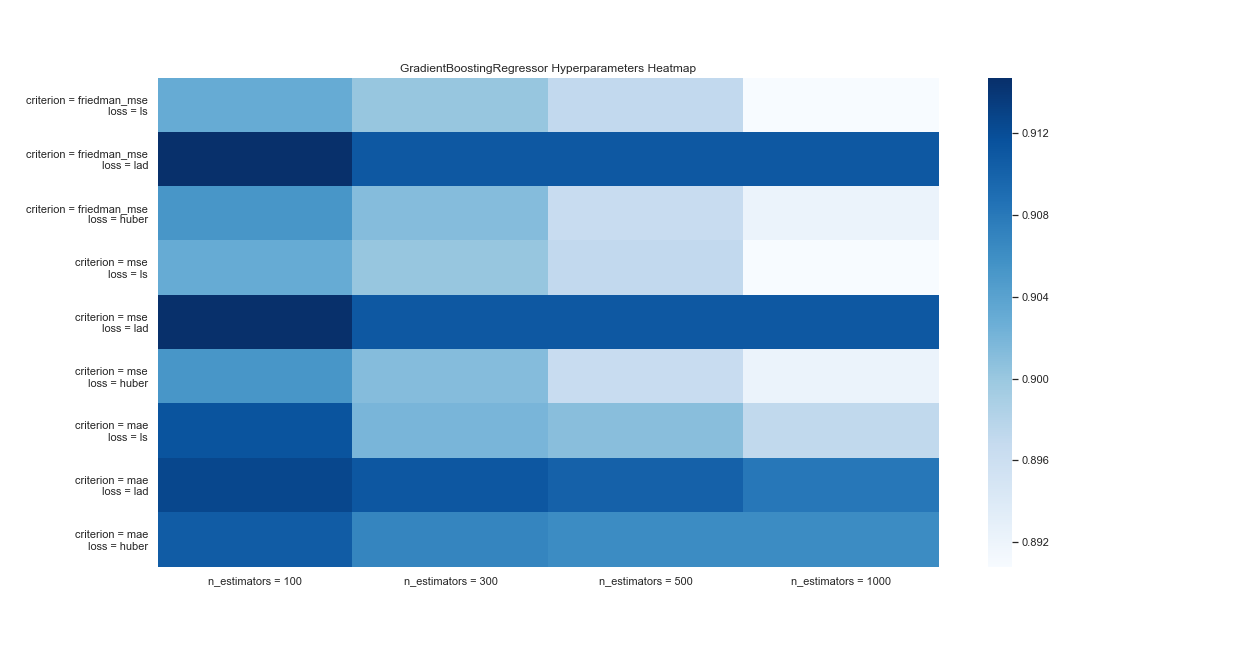 GradientBoostingRegressor Hyperparameters Heatmap
criterion = friedman_mse
loss = ls
criterion = friedman_mse
loss = lad
criterion = friedman_mse
loss = huber
criterion = mse
loss = ls
criterion = mse
loss = lad
criterion = mse
loss = huber
criterion = mae
loss = ls
criterion = mae
loss = lad
criterion = mae
loss = huber
n_estimators = 100
n_estimators = 300
n_estimators = 500
n_estimators = 1000
0.912
0.908
0.904
0.900
0.896
0.892